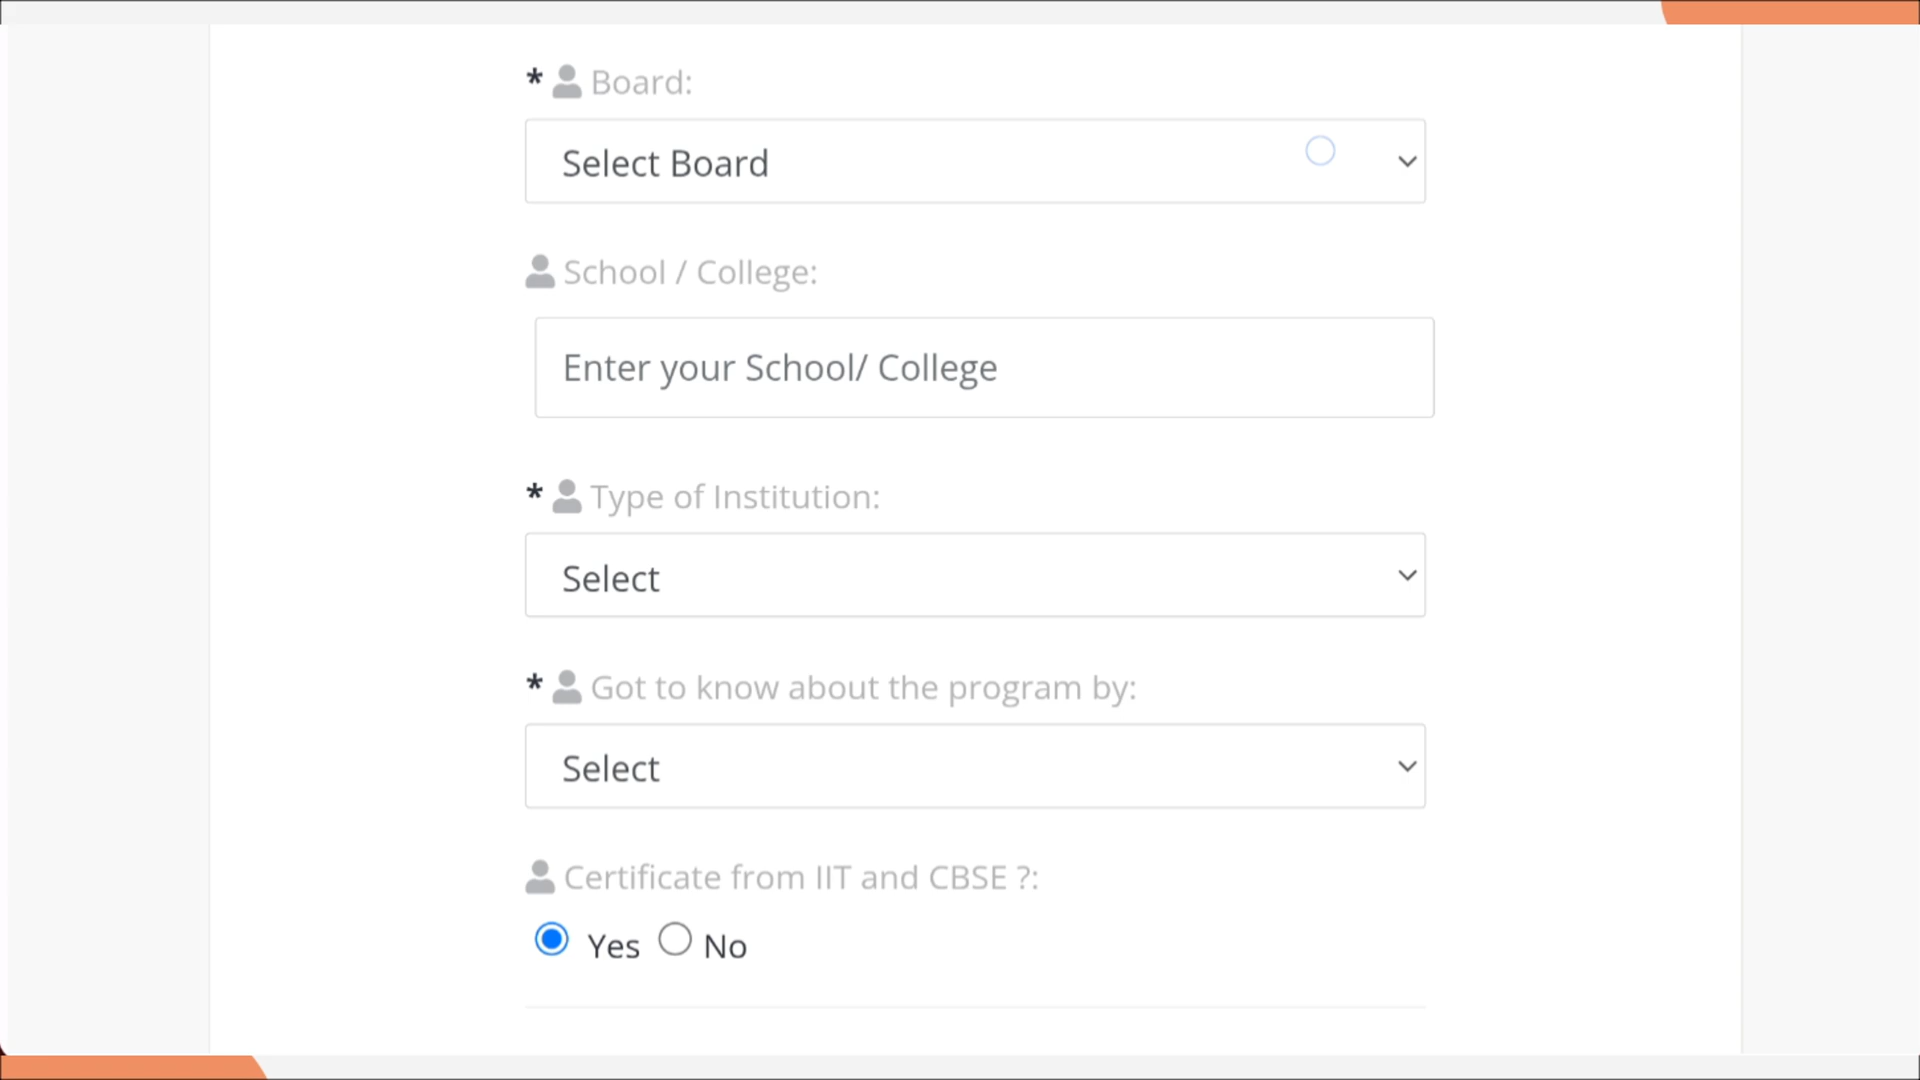 * Board:
Select Board
School / College:
Enter your School/ College
* Type of Institution:
Select
* Got to know about the program by:
Select
Certificate from IIT and CBSE ?:
Yes No